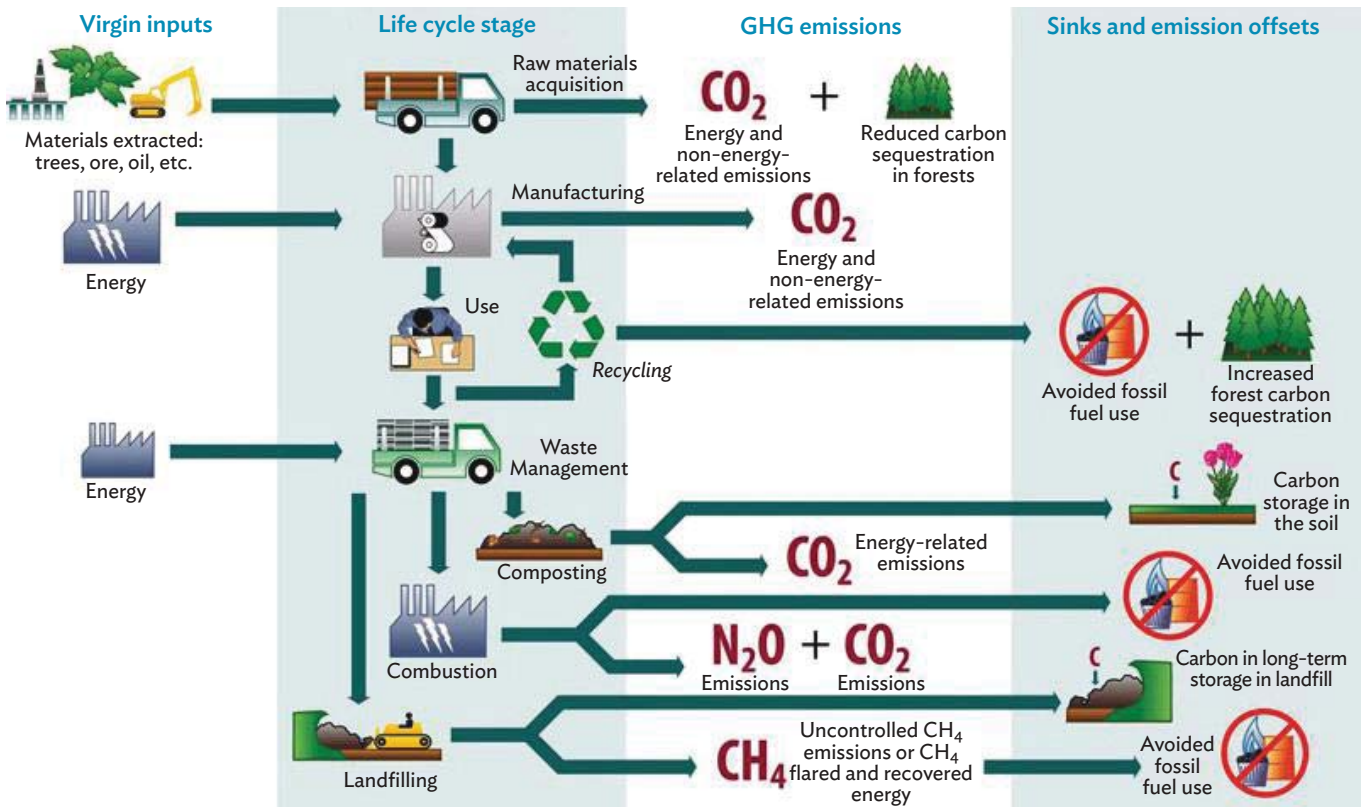 Virgin inputs
Life cycle stage
GHG emissions
Sinks and emission offsets
Materials extracted:
trees, ore, oil, etc.
Raw materials
acquisition
CO₂
+
Energy and
non-energy-
related emissions
Reduced carbon
sequestration
in forests
Energy
Manufacturing
CO₂
Energy and
non-energy-
related emissions
Use
Recycling
Avoided fossil
fuel use
+
Increased
forest carbon
sequestration
Energy
Waste
Management
Composting
CO₂
Energy-related
emissions
C
Carbon
storage in
the soil
Combustion
N₂O
Emissions
+
CO₂
Emissions
Avoided fossil
fuel use
Landfilling
C
Carbon in long-term
storage in landfill
CH₄
Uncontrolled CH₄
emissions or CH₄
flared and recovered
energy
Avoided
fossil
fuel use